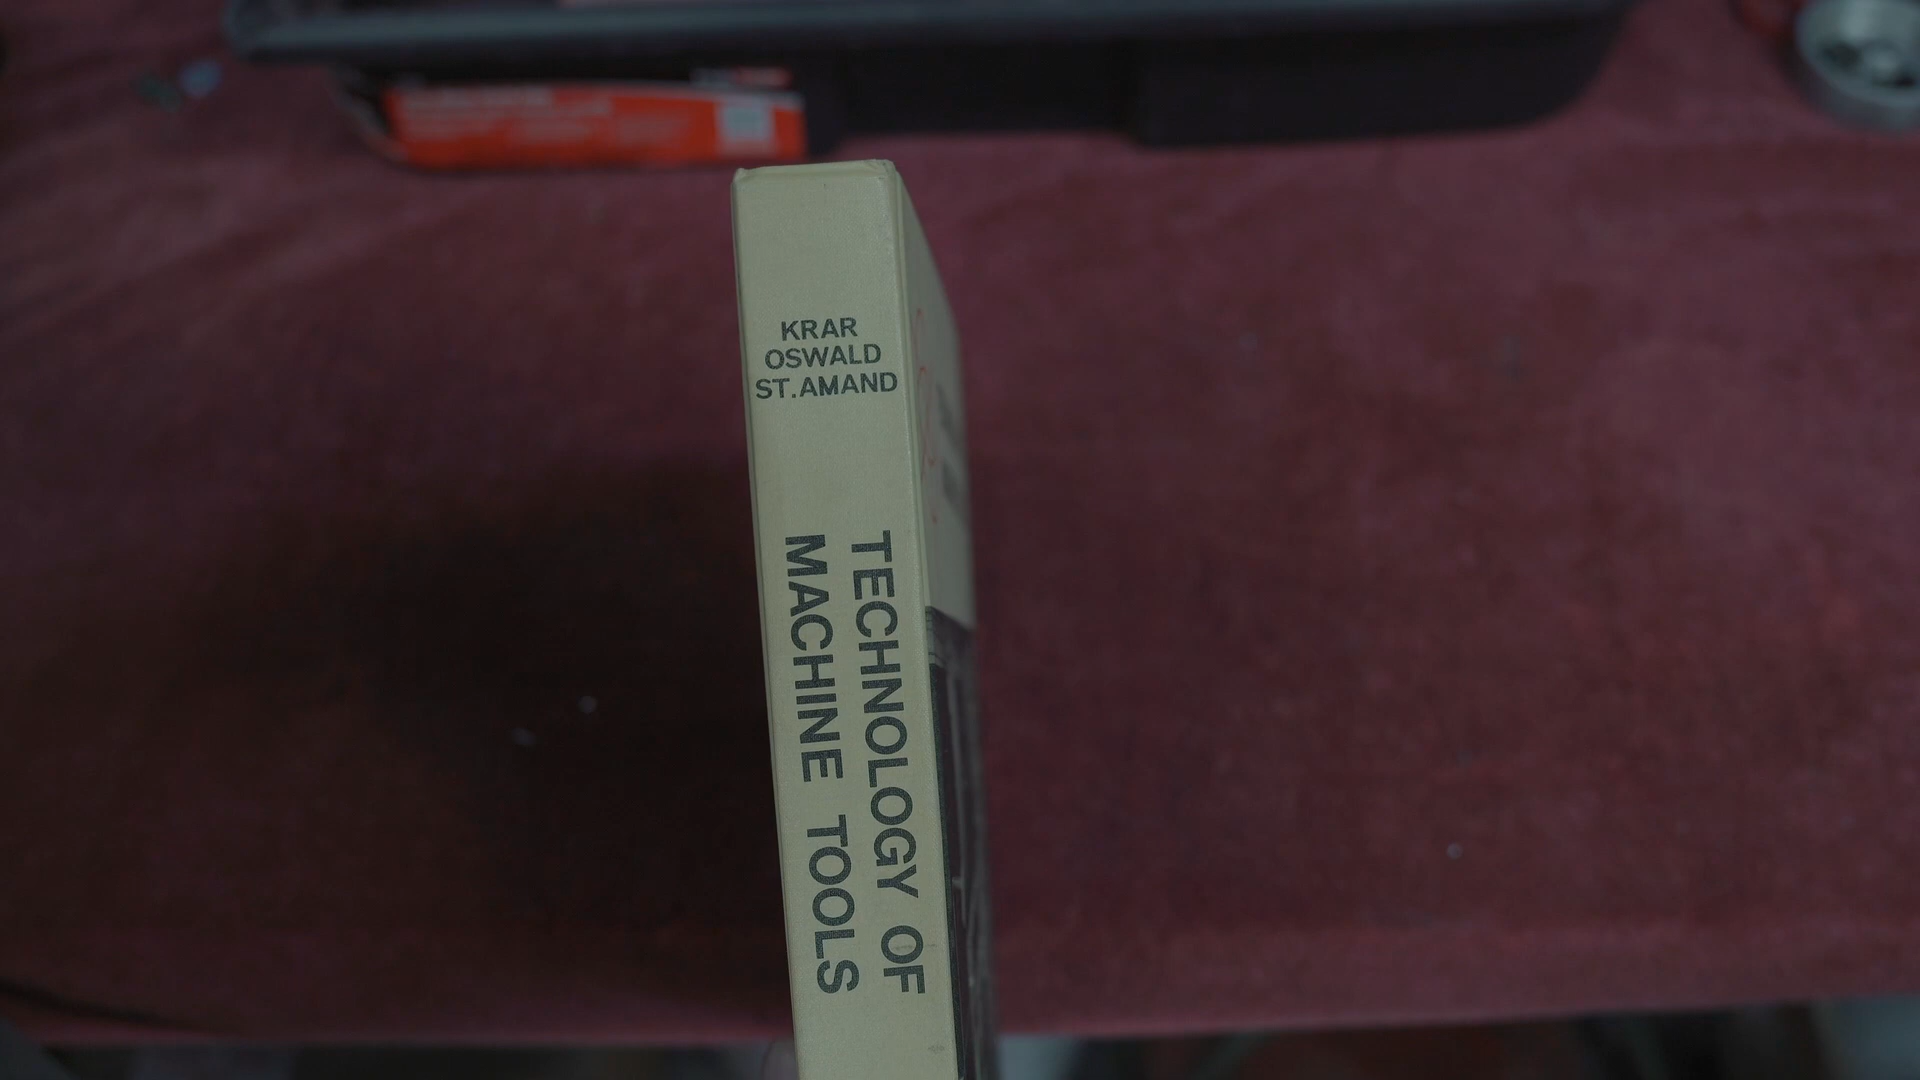 KRAR
OSWALD
ST.AMAND
TECHNOLOGY OF
MACHINE TOOLS